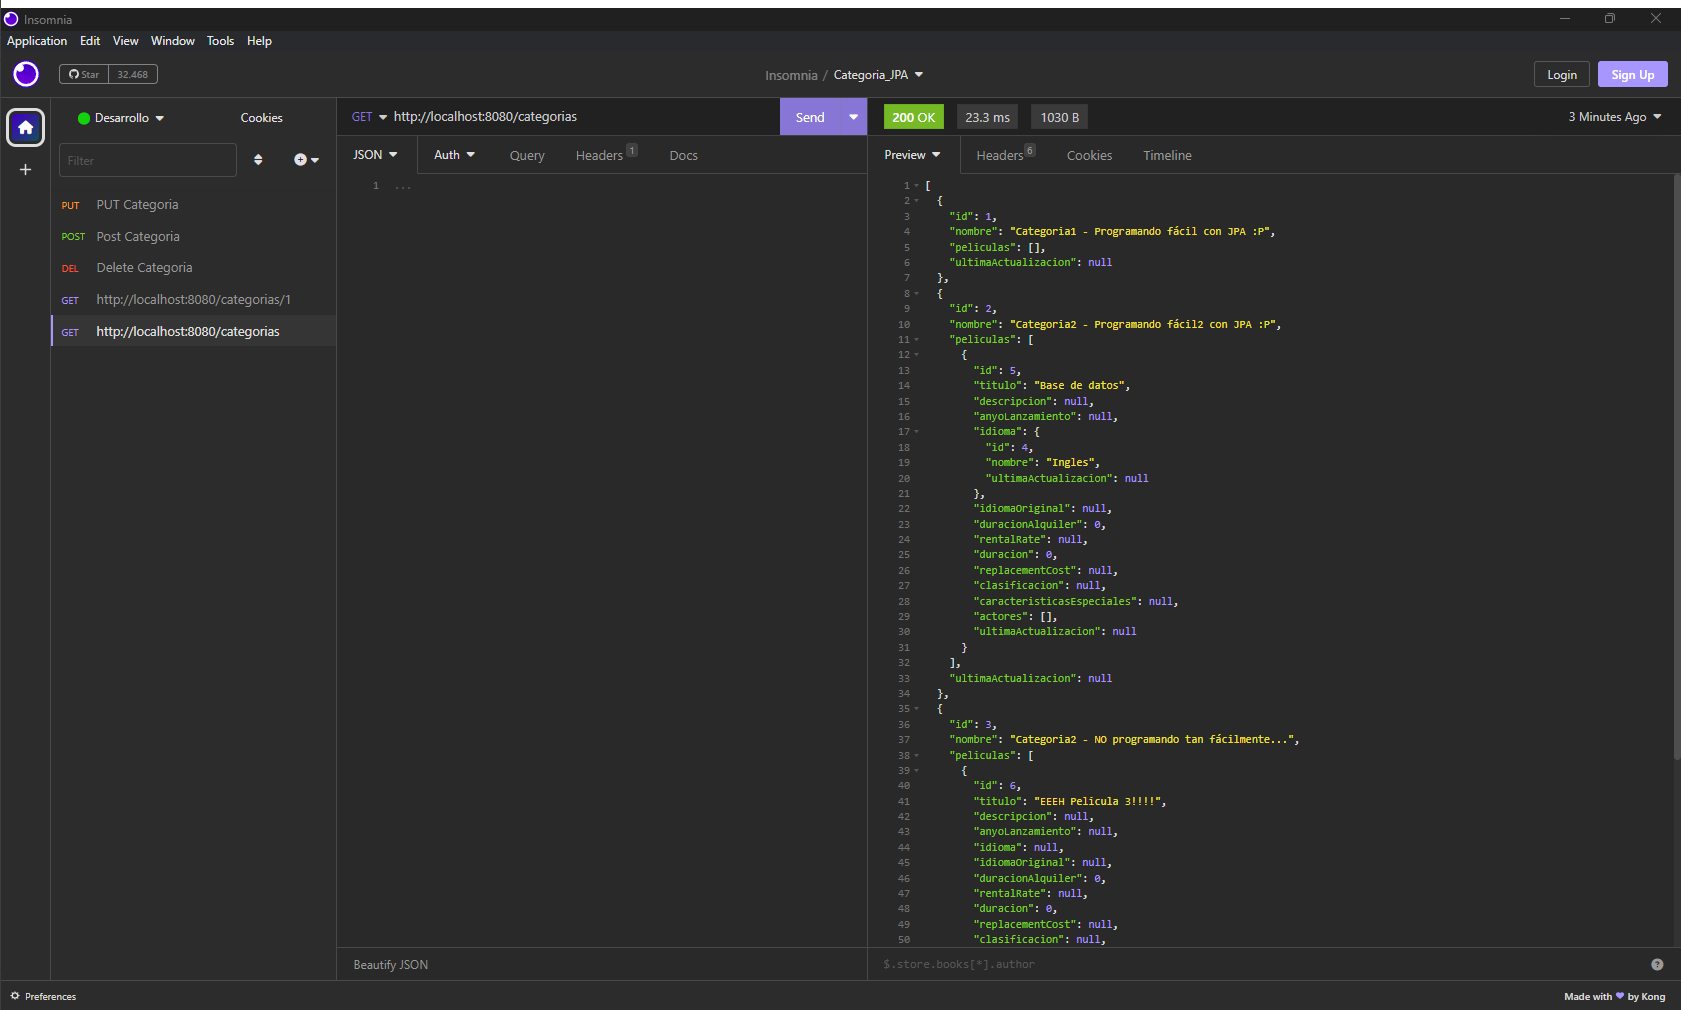 Insomnia
Application Edit View Window Tools Help
Star 32.468
Insomnia / Categoria_JPA
Login Sign Up
Desarrollo Cookies
Filter
PUT PUT Categoria
POST Post Categoria
DEL Delete Categoria
GET http://localhost:8080/categorias/1
GET http://localhost:8080/categorias
GET http://localhost:8080/categorias Send
JSON Auth Query Headers 1 Docs
1 ...
Beautify JSON
200 OK 23.3 ms 1030 B 3 Minutes Ago
Preview Headers 6 Cookies Timeline
1 [
2 {
3 "id": 1,
4 "nombre": "Categoria1 - Programando fácil con JPA :P",
5 "peliculas": [],
6 "ultimaActualizacion": null
7 },
8 {
9 "id": 2,
10 "nombre": "Categoria2 - Programando fácil2 con JPA :P",
11 "peliculas": [
12 {
13 "id": 5,
14 "titulo": "Base de datos",
15 "descripcion": null,
16 "anyoLanzamiento": null,
17 "idioma": {
18 "id": 4,
19 "nombre": "Ingles",
20 "ultimaActualizacion": null
21 },
22 "idiomaOriginal": null,
23 "duracionAlquiler": 0,
24 "rentalRate": null,
25 "duracion": 0,
26 "replacementCost": null,
27 "clasificacion": null,
28 "caracteristicasEspeciales": null,
29 "actores": [],
30 "ultimaActualizacion": null
31 }
32 ],
33 "ultimaActualizacion": null
34 },
35 {
36 "id": 3,
37 "nombre": "Categoria2 - NO programando tan fácilmente...",
38 "peliculas": [
39 {
40 "id": 6,
41 "titulo": "EEEH Pelicula 3!!!!",
42 "descripcion": null,
43 "anyoLanzamiento": null,
44 "idioma": null,
45 "idiomaOriginal": null,
46 "duracionAlquiler": 0,
47 "rentalRate": null,
48 "duracion": 0,
49 "replacementCost": null,
50 "clasificacion": null,
$.store.books[*].author
Preferences
Made with ❤ by Kong